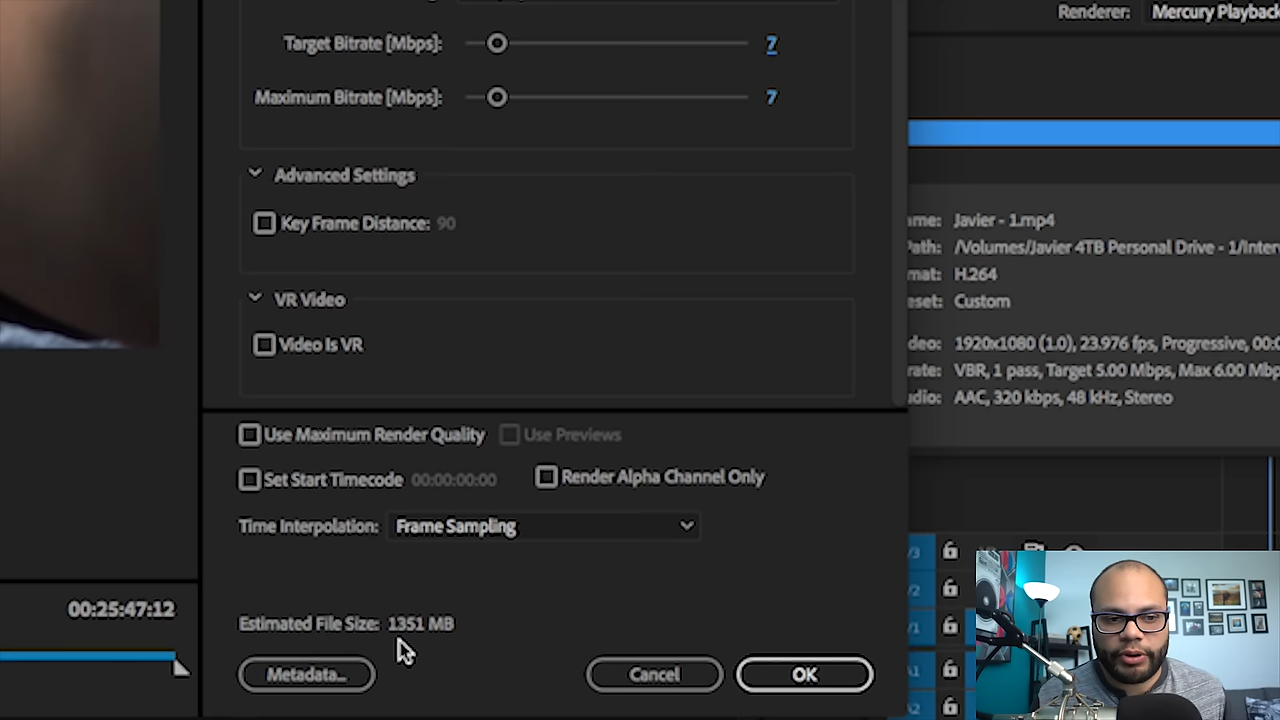 Renderer: Mercury Playback
Target Bitrate [Mbps]: 7
Maximum Bitrate [Mbps]: 7
Advanced Settings
Key Frame Distance: 90
VR Video
Video Is VR
Javier - 1.mp4
/Volumes/Javier 4TB Personal Drive - 1/Inter
H.264
Custom
1920x1080 (1.0), 23.976 fps, Progressive, 00:0
VBR, 1 pass, Target 5.00 Mbps, Max 6.00 Mbp
AAC, 320 kbps, 48 kHz, Stereo
Use Maximum Render Quality Use Previews
Set Start Timecode 00:00:00:00 Render Alpha Channel Only
Time Interpolation: Frame Sampling
00:25:47:12
Estimated File Size: 1351 MB
Metadata... Cancel OK